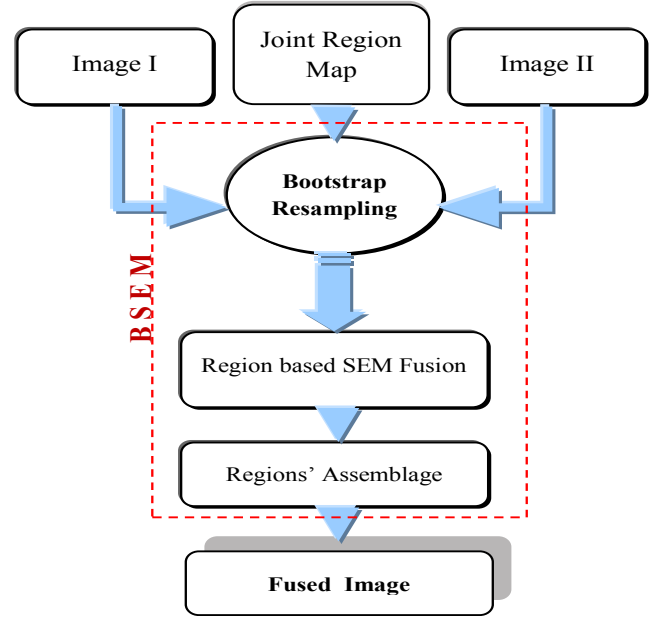 Image I
Joint Region
Map
Image II
Bootstrap
Resampling
BSEM
Region based SEM Fusion
Regions’ Assemblage
Fused Image